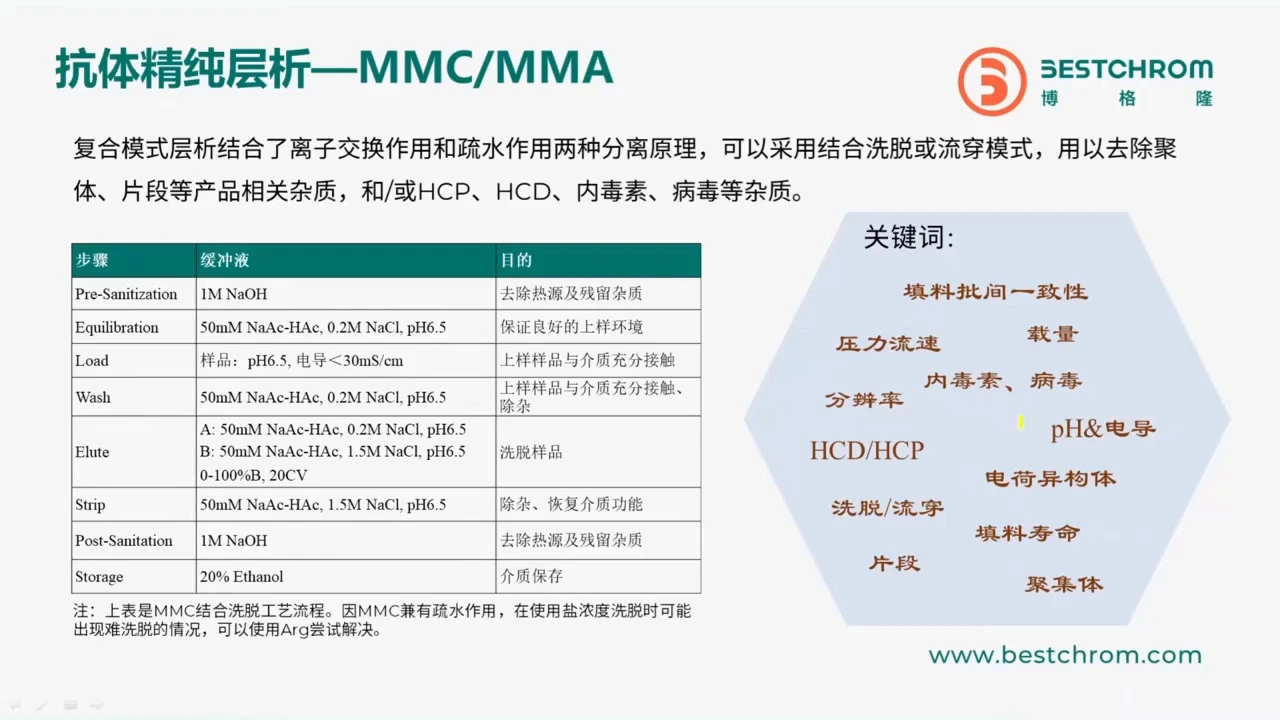 抗体精纯层析—MMC/MMA
BESTCHROM
博格隆
复合模式层析结合了离子交换作用和疏水作用两种分离原理，可以采用结合洗脱或流穿模式，用以去除聚
体、片段等产品相关杂质，和/或HCP、HCD、内毒素、病毒等杂质。
步骤 缓冲液 目的
Pre-Sanitization 1M NaOH 去除热源及残留杂质
Equilibration 50mM NaAc-HAc, 0.2M NaCl, pH6.5 保证良好的上样环境
Load 样品：pH6.5, 电导＜30mS/cm 上样样品与介质充分接触
Wash 50mM NaAc-HAc, 0.2M NaCl, pH6.5 上样样品与介质充分接触、
除杂
Elute A: 50mM NaAc-HAc, 0.2M NaCl, pH6.5
B: 50mM NaAc-HAc, 1.5M NaCl, pH6.5 洗脱样品
0-100%B, 20CV
Strip 50mM NaAc-HAc, 1.5M NaCl, pH6.5 除杂、恢复介质功能
Post-Sanitation 1M NaOH 去除热源及残留杂质
Storage 20% Ethanol 介质保存
注：上表是MMC结合洗脱工艺流程。因MMC兼有疏水作用，在使用盐浓度洗脱时可能
出现难洗脱的情况，可以使用Arg尝试解决。
关键词：
填料批间一致性
压力流速 载量
内毒素、病毒
分辨率
pH&电导
HCD/HCP
电荷异构体
洗脱/流穿
填料寿命
片段
聚集体
www.bestchrom.com